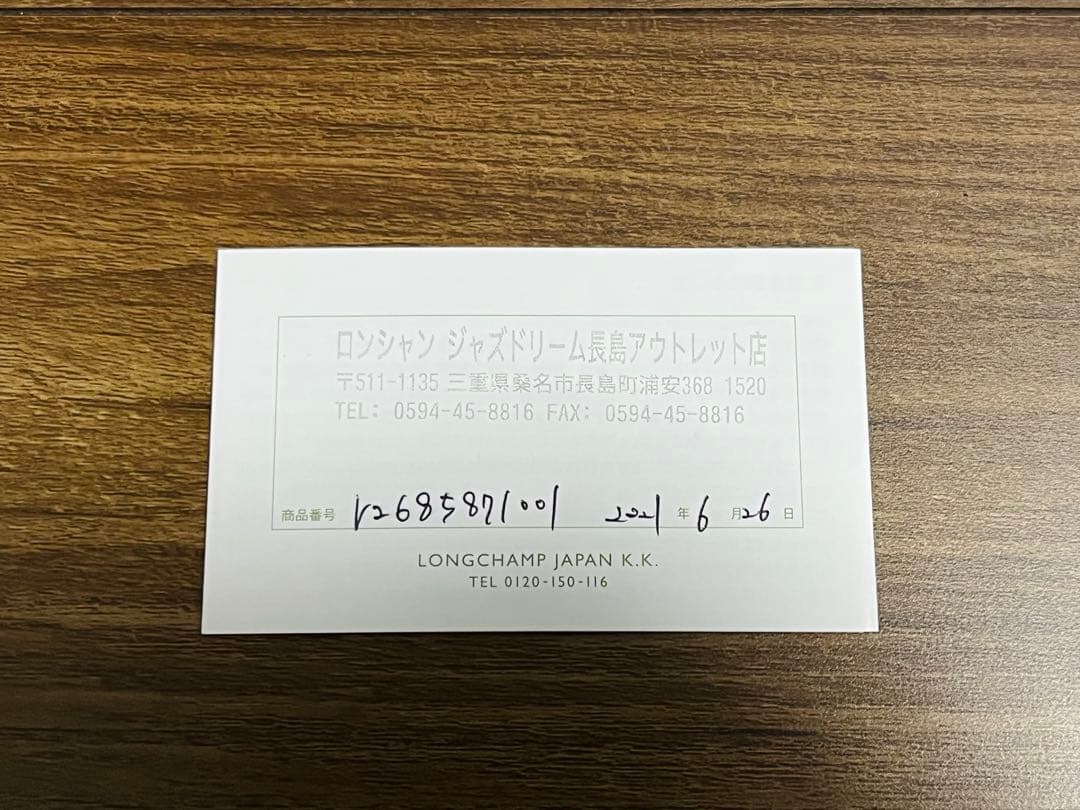 ロンシャン ジャズドリーム長島アウトレット店
〒511-1135 三重県桑名市長島町浦安368 1520
TEL: 0594-45-8816 FAX: 0594-45-8816
商品番号 r2685871001 2021 年 6 月 26 日
LONGCHAMP JAPAN K.K.
TEL 0120-150-116